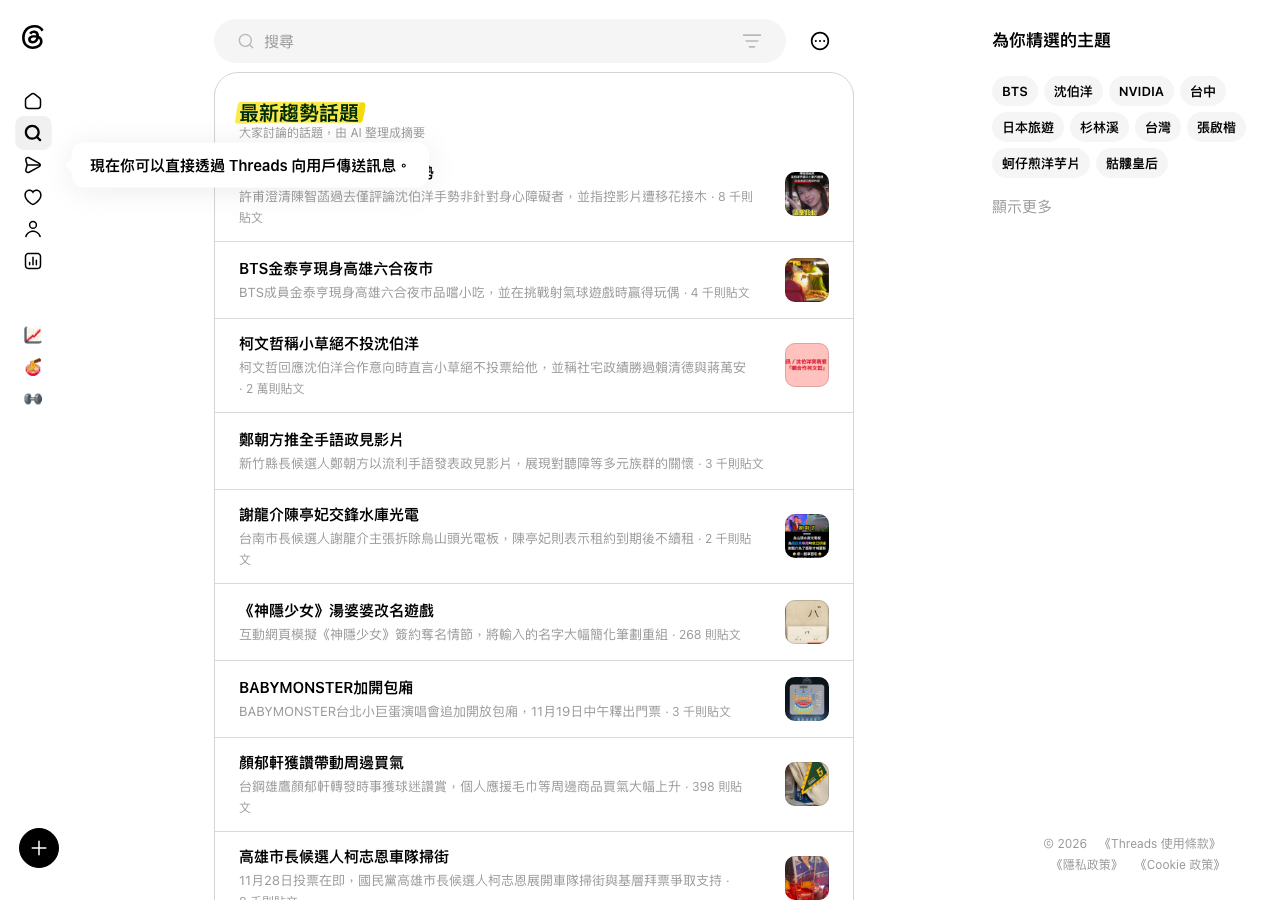 搜尋
最新趨勢話題
大家討論的話題，由 AI 整理成摘要
現在你可以直接透過 Threads 向用戶傳送訊息。
許甫澄清陳智菡過去僅評論沈伯洋手勢非針對身心障礙者，並指控影片遭移花接木 · 8 千則
貼文
BTS金泰亨現身高雄六合夜市
BTS成員金泰亨現身高雄六合夜市品嚐小吃，並在挑戰射氣球遊戲時贏得玩偶 · 4 千則貼文
柯文哲稱小草絕不投沈伯洋
柯文哲回應沈伯洋合作意向時直言小草絕不投票給他，並稱社宅政績勝過賴清德與蔣萬安
· 2 萬則貼文
鄭朝方推全手語政見影片
新竹縣長候選人鄭朝方以流利手語發表政見影片，展現對聽障等多元族群的關懷 · 3 千則貼文
謝龍介陳亭妃交鋒水庫光電
台南市長候選人謝龍介主張拆除烏山頭光電板，陳亭妃則表示租約到期後不續租 · 2 千則貼
文
《神隱少女》湯婆婆改名遊戲
互動網頁模擬《神隱少女》簽約奪名情節，將輸入的名字大幅簡化筆劃重組 · 268 則貼文
BABYMONSTER加開包廂
BABYMONSTER台北小巨蛋演唱會追加開放包廂，11月19日中午釋出門票 · 3 千則貼文
顏郁軒獲讚帶動周邊買氣
台鋼雄鷹顏郁軒轉發時事獲球迷讚賞，個人應援毛巾等周邊商品買氣大幅上升 · 398 則貼
文
高雄市長候選人柯志恩車隊掃街
11月28日投票在即，國民黨高雄市長候選人柯志恩展開車隊掃街與基層拜票爭取支持 ·
為你精選的主題
BTS
沈伯洋
NVIDIA
台中
日本旅遊
杉林溪
台灣
張啟楷
蚵仔煎洋芋片
骷髏皇后
顯示更多
© 2026 《Threads 使用條款》
《隱私政策》 《Cookie 政策》